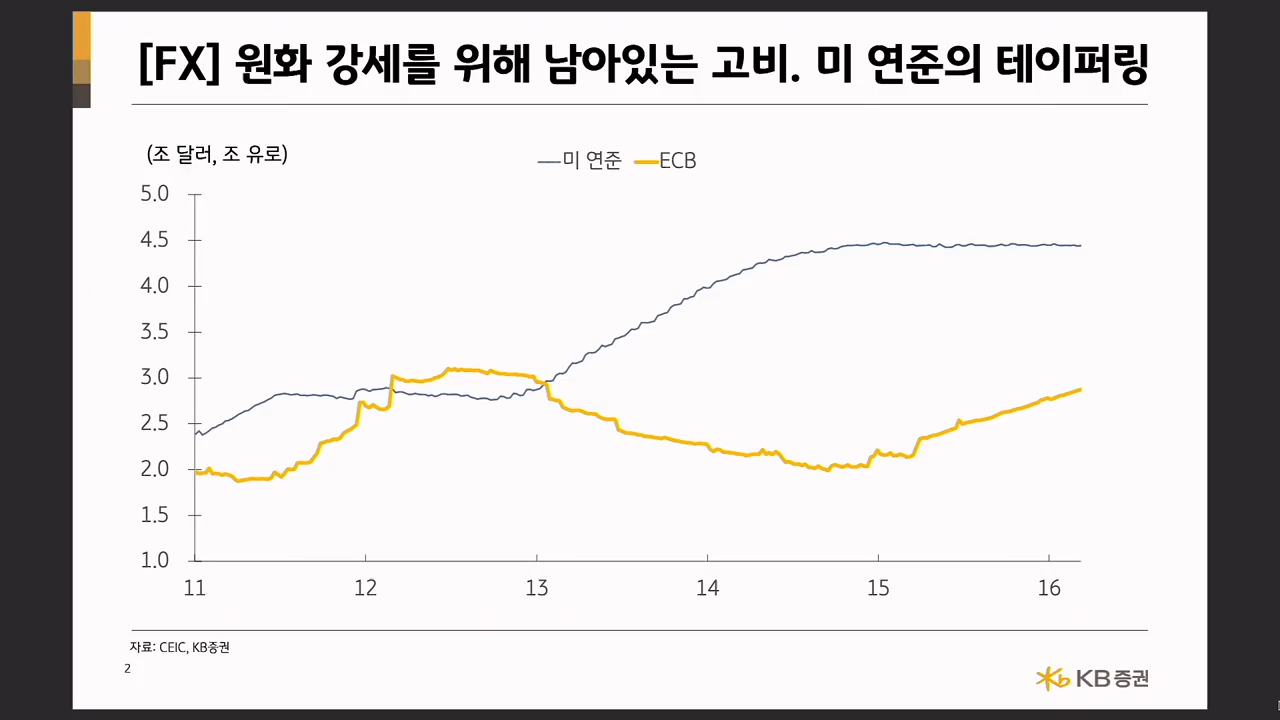 [FX] 원화 강세를 위해 남아있는 고비. 미 연준의 테이퍼링
(조 달러, 조 유로)
미 연준 ECB
5.0
4.5
4.0
3.5
3.0
2.5
2.0
1.5
1.0
11 12 13 14 15 16
자료: CEIC, KB증권
2
KB증권